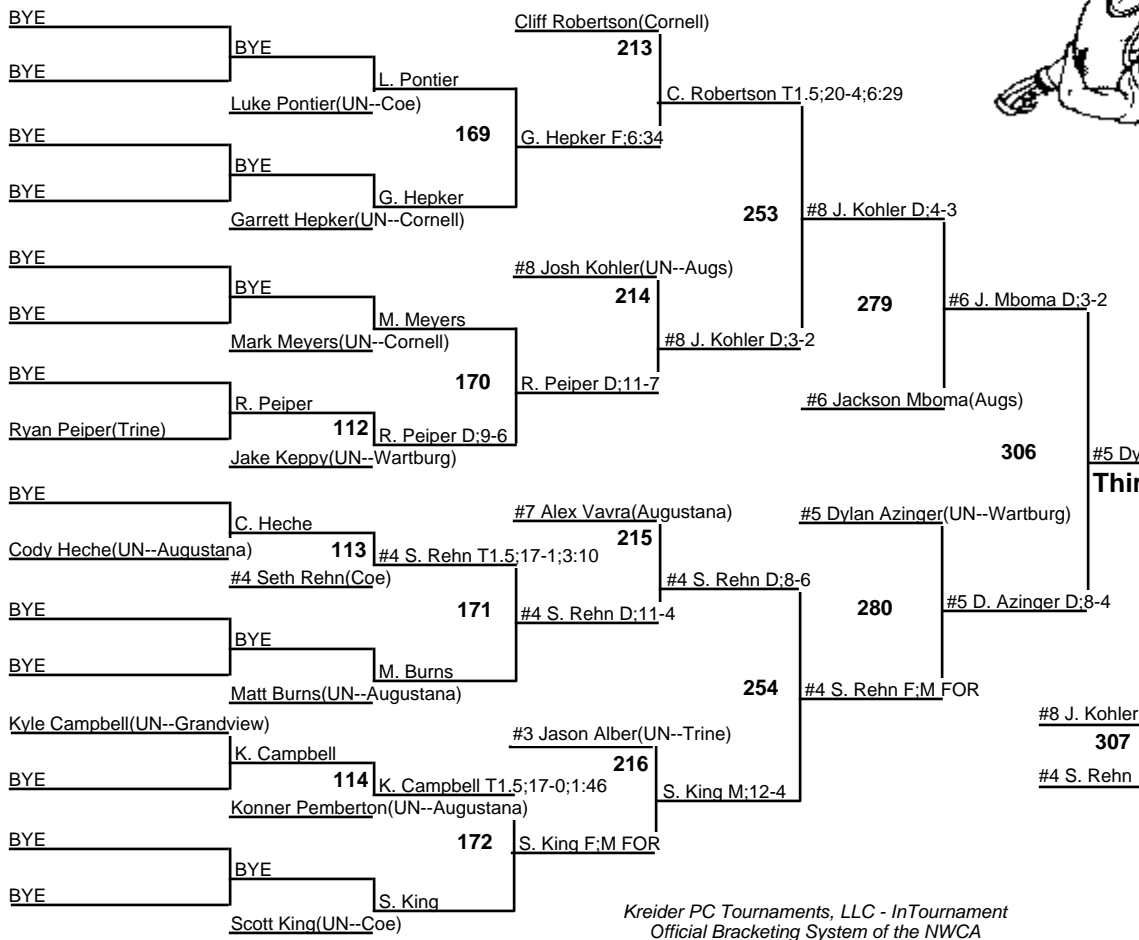 BYE
Cliff Robertson(Cornell)
213
BYE
BYE
L. Pontier
C. Robertson T1.5;20-4;6:29
Luke Pontier(UN--Coe)
169
BYE
G. Hepker F;6:34
BYE
BYE
G. Hepker
253
#8 J. Kohler D;4-3
Garrett Hepker(UN--Cornell)
BYE
#8 Josh Kohler(UN--Augs)
214
BYE
279
#6 J. Mboma D;3-2
BYE
M. Meyers
#8 J. Kohler D;3-2
Mark Meyers(UN--Cornell)
BYE
170
R. Peiper D;11-7
R. Peiper
#6 Jackson Mboma(Augs)
Ryan Peiper(Trine)
112
R. Peiper D;9-6
306
#5 Dy
Jake Keppy(UN--Wartburg)
Thir
BYE
#7 Alex Vavra(Augustana)
#5 Dylan Azinger(UN--Wartburg)
C. Heche
215
Cody Heche(UN--Augustana)
113
#4 S. Rehn T1.5;17-1;3:10
#4 Seth Rehn(Coe)
#4 S. Rehn D;8-6
BYE
171
#4 S. Rehn D;11-4
280
#5 D. Azinger D;8-4
BYE
BYE
M. Burns
254
#4 S. Rehn F;M FOR
Matt Burns(UN--Augustana)
Kyle Campbell(UN--Grandview)
#3 Jason Alber(UN--Trine)
#8 J. Kohler
K. Campbell
216
307
BYE
114
K. Campbell T1.5;17-0;1:46
#4 S. Rehn
Konner Pemberton(UN--Augustana)
S. King M;12-4
BYE
172
S. King F;M FOR
BYE
BYE
S. King
Scott King(UN--Coe)
Kreider PC Tournaments, LLC - InTournament
Official Bracketing System of the NWCA